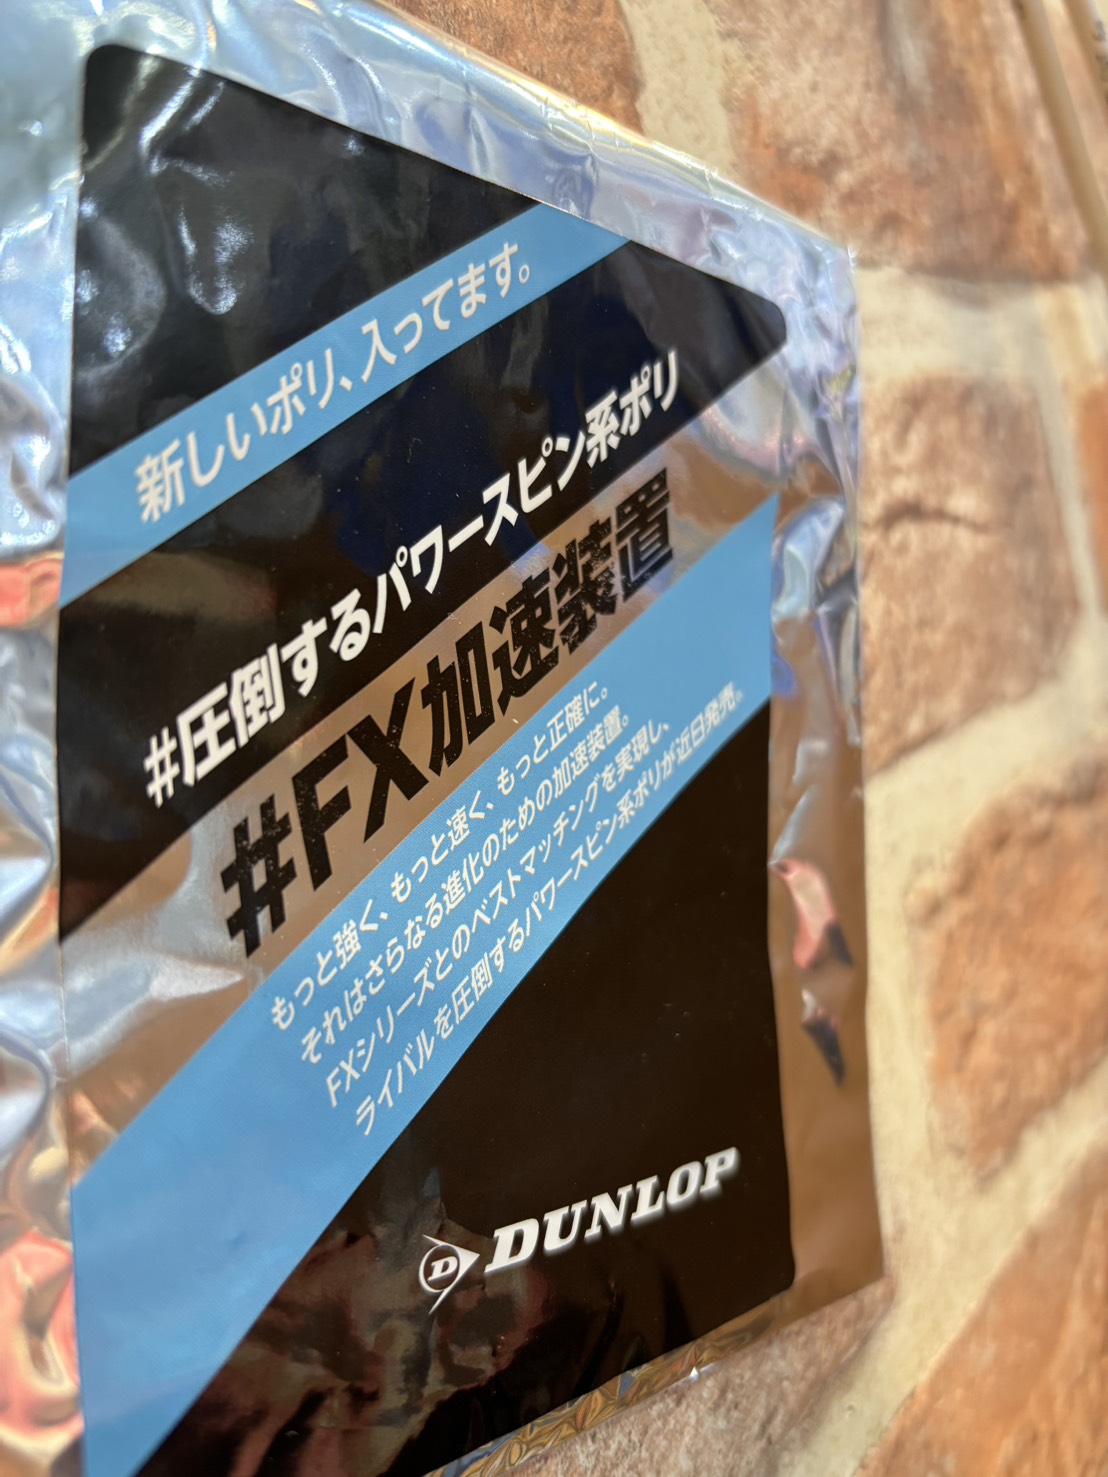 新しいポリ、入ってます。
#圧倒するパワースピン系ポリ
#FX加速装置
もっと強く、もっと速く、もっと正確に。
それはさらなる進化のための加速装置。
FXシリーズとのベストマッチングを実現し、
ライバルを圧倒するパワースピン系ポリが近日発売。
D DUNLOP